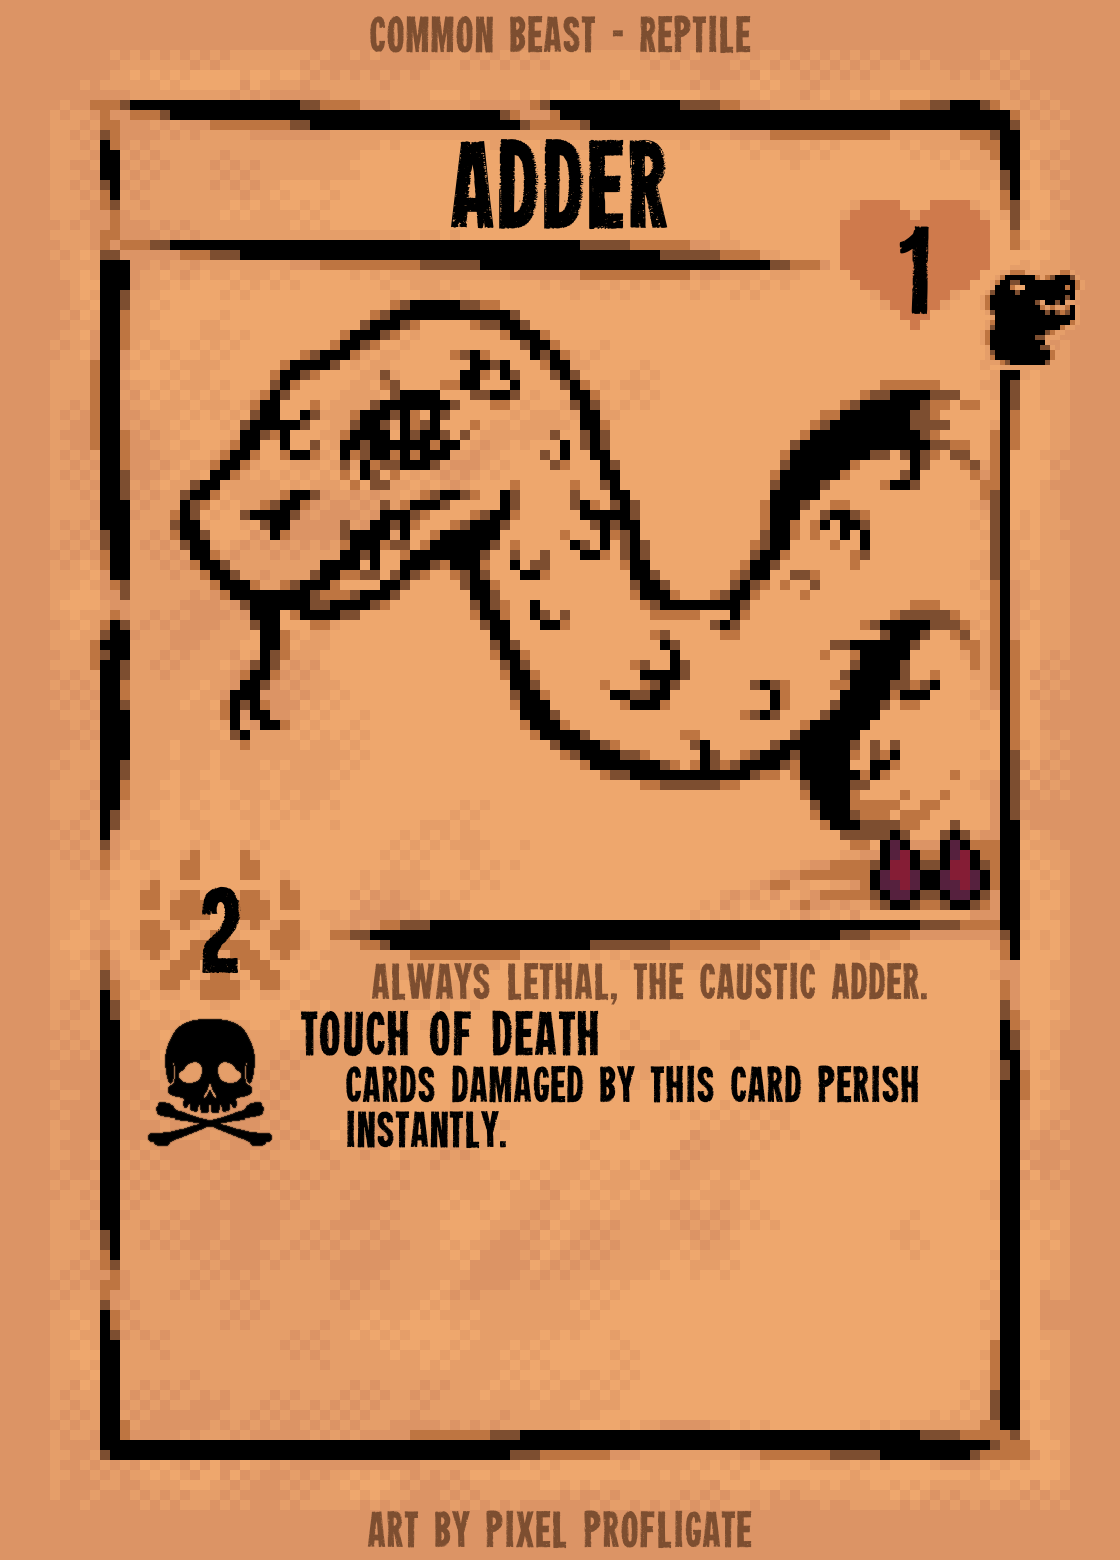 COMMON BEAST - REPTILE
ADDER
1
2
ALWAYS LETHAL, THE CAUSTIC ADDER.
TOUCH OF DEATH
CARDS DAMAGED BY THIS CARD PERISH
INSTANTLY.
ART BY PIXEL PROFLIGATE